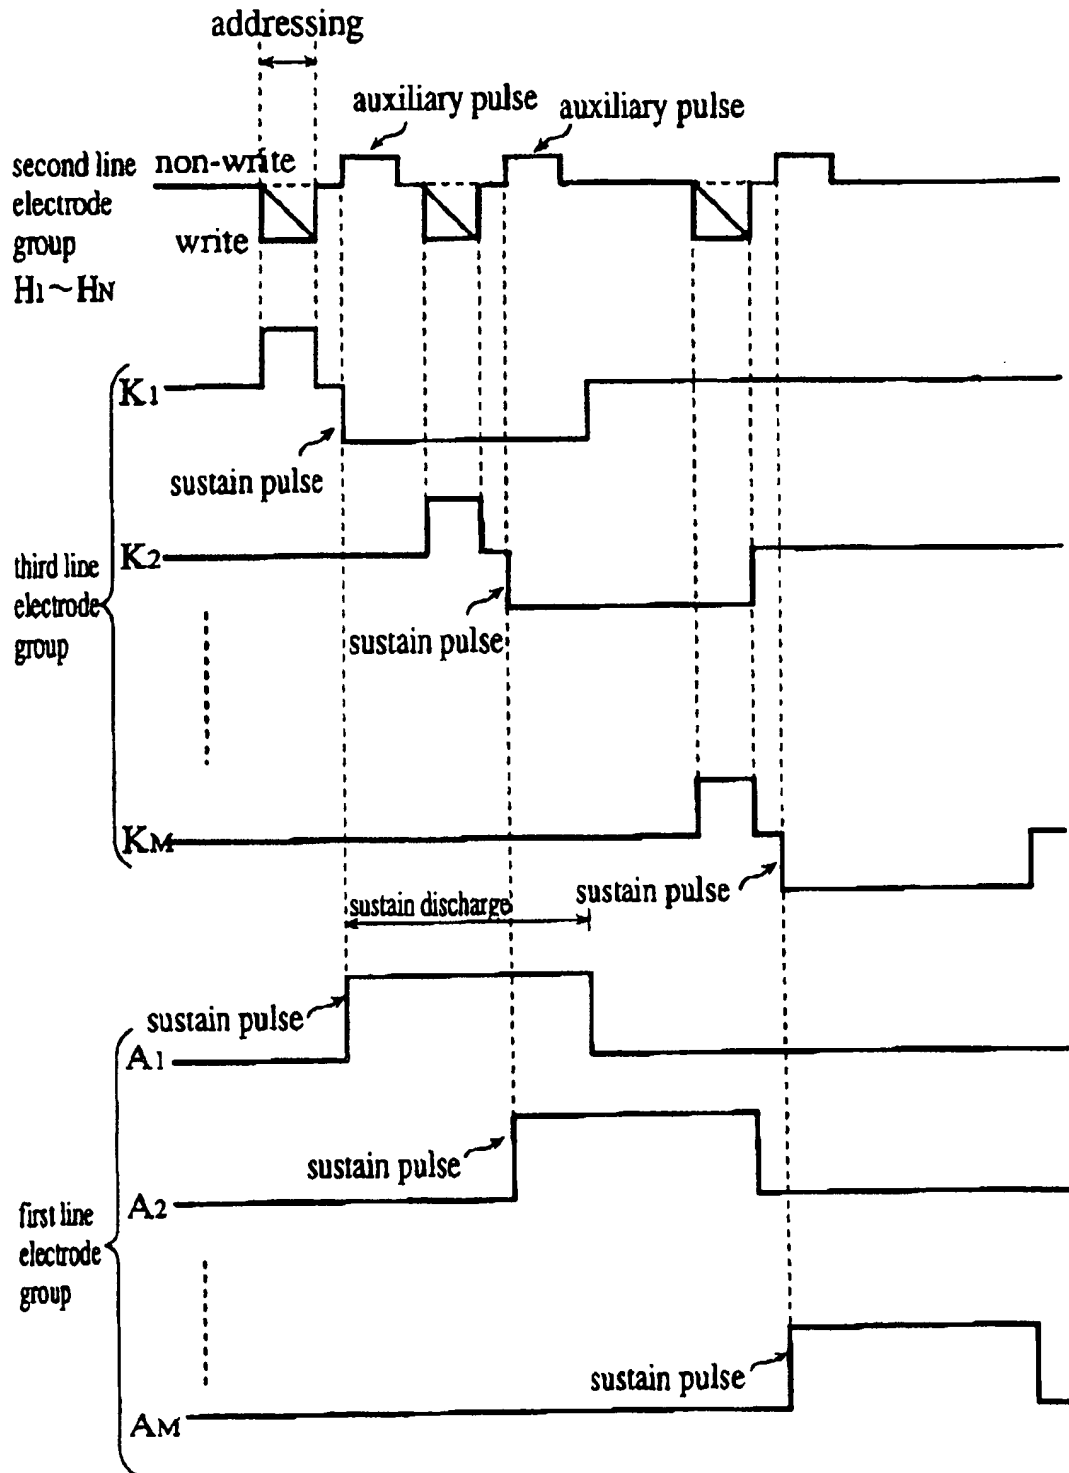 addressing
auxiliary pulse
auxiliary pulse
second line
electrode
group
H1~HN
non-write
write
K1
sustain pulse
K2
sustain pulse
third line
electrode
group
KM
sustain pulse
sustain discharge
sustain pulse
A1
sustain pulse
A2
first line
electrode
group
sustain pulse
AM